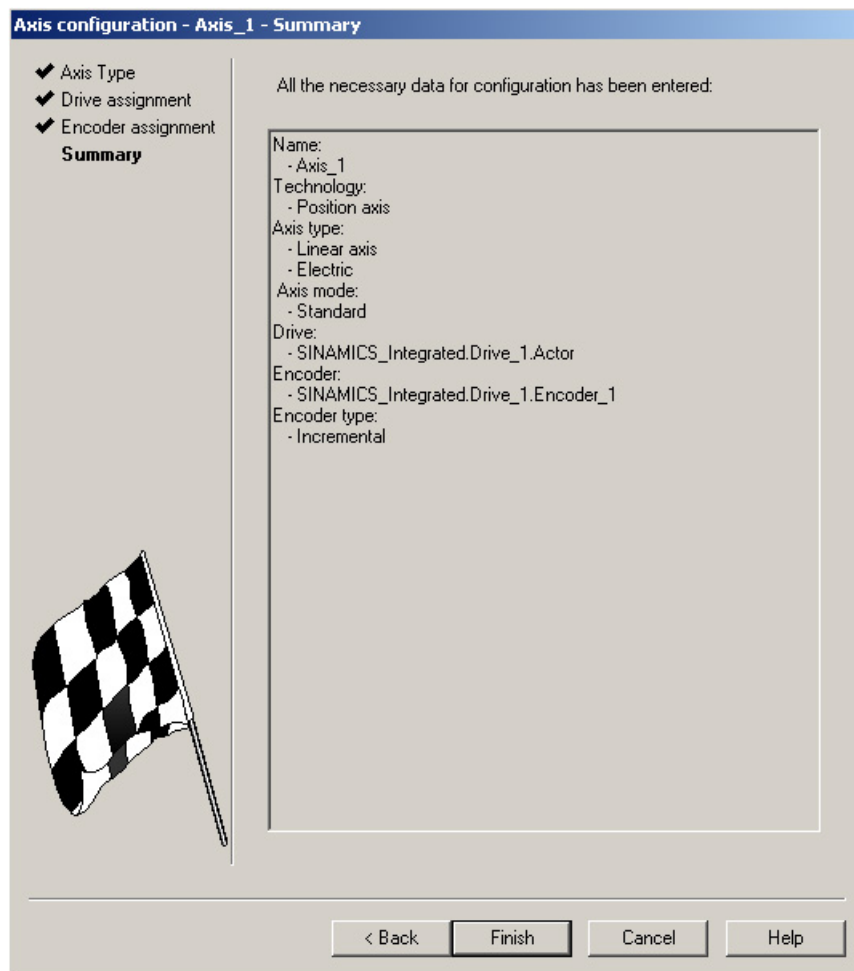 Axis configuration - Axis_1 - Summary
✔ Axis Type
✔ Drive assignment
✔ Encoder assignment
Summary
All the necessary data for configuration has been entered:
Name:
- Axis_1
Technology:
- Position axis
Axis type:
- Linear axis
- Electric
Axis mode:
- Standard
Drive:
- SINAMICS_Integrated.Drive_1.Actor
Encoder:
- SINAMICS_Integrated.Drive_1.Encoder_1
Encoder type:
- Incremental
< Back
Finish
Cancel
Help